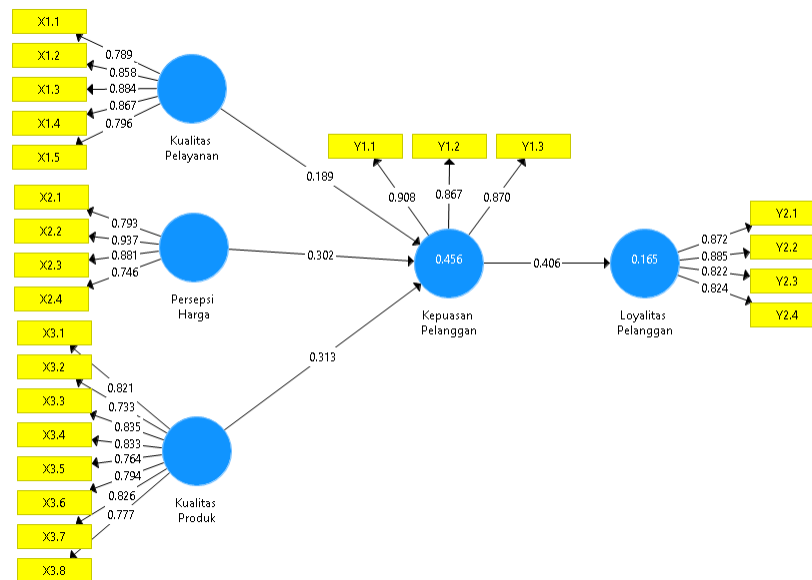 X1.1
X1.2
X1.3
X1.4
X1.5
0.789
0.858
0.884
0.867
0.796
Kualitas
Pelayanan
0.189
X2.1
X2.2
X2.3
X2.4
0.793
0.937
0.881
0.746
Persepsi
Harga
0.302
X3.1
X3.2
X3.3
X3.4
X3.5
X3.6
X3.7
X3.8
0.821
0.733
0.835
0.833
0.764
0.794
0.826
0.777
Kualitas
Produk
0.313
Y1.1
Y1.2
Y1.3
0.908
0.867
0.870
0.456
Kepuasan
Pelanggan
0.406
0.165
Loyalitas
Pelanggan
0.872
0.885
0.822
0.824
Y2.1
Y2.2
Y2.3
Y2.4